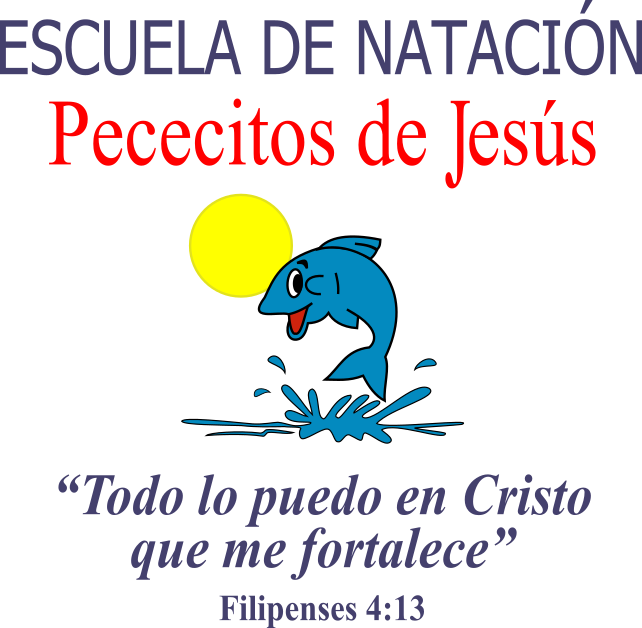 ESCUELA DE NATACIÓN
Pececitos de Jesús
“Todo lo puedo en Cristo
que me fortalece”
Filipenses 4:13